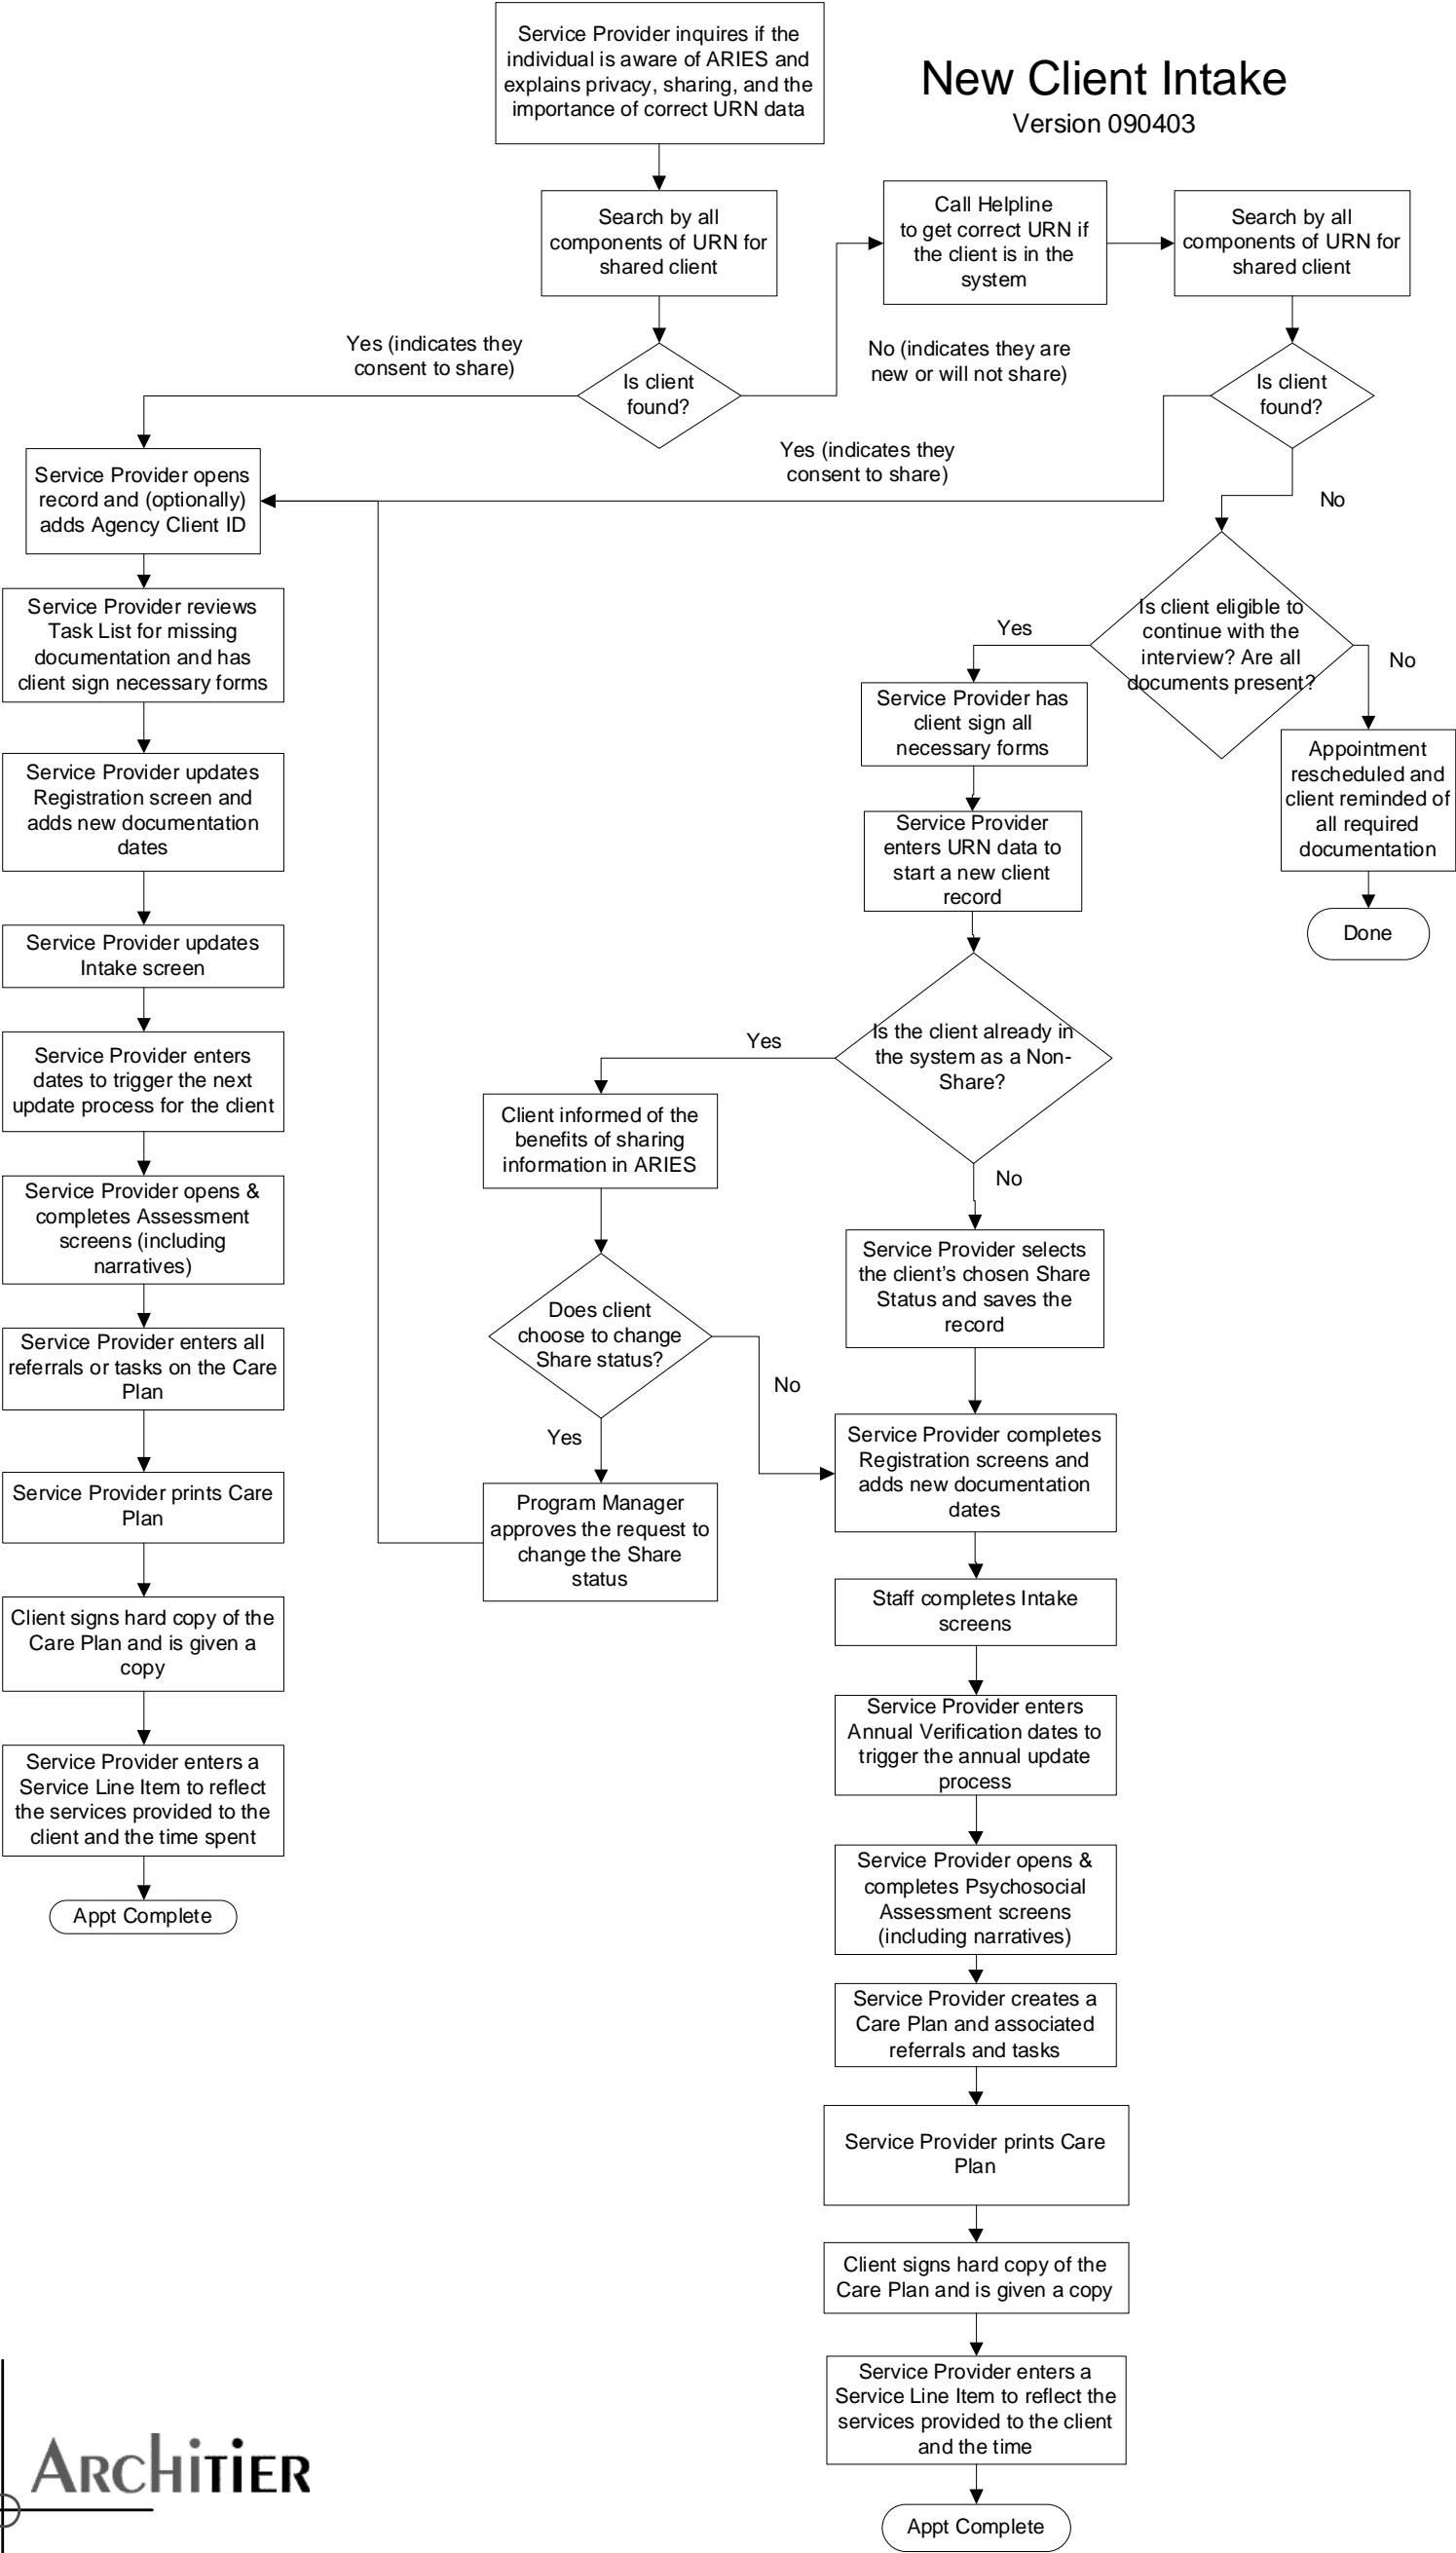 Service Provider inquires if the
individual is aware of ARIES and
explains privacy, sharing, and the
importance of correct URN data
New Client Intake
Version 090403
Search by all
components of URN for
shared client
Call Helpline
to get correct URN if
the client is in the
system
Search by all
components of URN for
shared client
Yes (indicates they
consent to share)
Is client
found?
No (indicates they are
new or will not share)
Is client
found?
Yes (indicates they
consent to share)
No
Service Provider opens
record and (optionally)
adds Agency Client ID
Service Provider reviews
Task List for missing
documentation and has
client sign necessary forms
Service Provider updates
Registration screen and
adds new documentation
dates
Service Provider updates
Intake screen
Service Provider enters
dates to trigger the next
update process for the client
Service Provider opens &
completes Assessment
screens (including
narratives)
Service Provider enters all
referrals or tasks on the Care
Plan
Service Provider prints Care
Plan
Client signs hard copy of the
Care Plan and is given a
copy
Service Provider enters a
Service Line Item to reflect
the services provided to the
client and the time spent
Appt Complete
Is client eligible to
continue with the
interview? Are all
documents present?
Yes
No
Appointment
rescheduled and
client reminded of
all required
documentation
Done
Service Provider has
client sign all
necessary forms
Service Provider
enters URN data to
start a new client
record
Is the client already in
the system as a Non-
Share?
Yes
No
Client informed of the
benefits of sharing
information in ARIES
Does client
choose to change
Share status?
No
Yes
Program Manager
approves the request to
change the Share
status
Service Provider selects
the client's chosen Share
Status and saves the
record
Service Provider completes
Registration screens and
adds new documentation
dates
Staff completes Intake
screens
Service Provider enters
Annual Verification dates to
trigger the annual update
process
Service Provider opens &
completes Psychosocial
Assessment screens
(including narratives)
Service Provider creates a
Care Plan and associated
referrals and tasks
Service Provider prints Care
Plan
Client signs hard copy of the
Care Plan and is given a copy
Service Provider enters a
Service Line Item to reflect the
services provided to the client
and the time
Appt Complete
ARCHiTiER